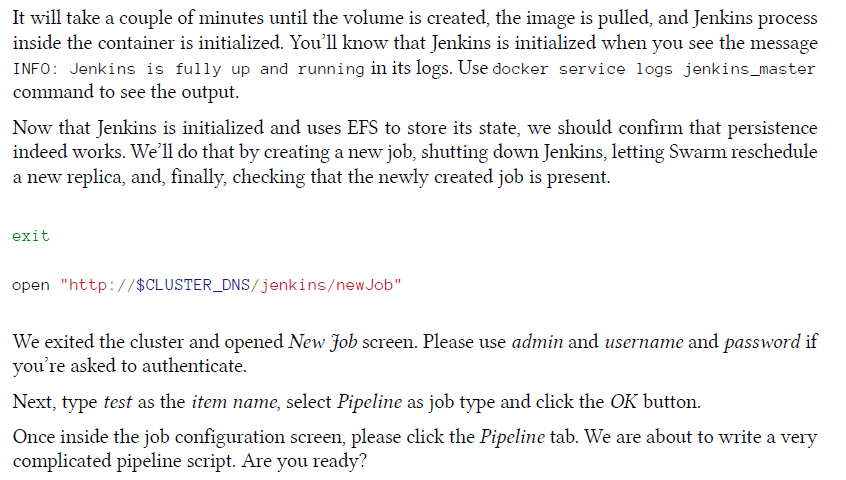 It will take a couple of minutes until the volume is created, the image is pulled, and Jenkins process
inside the container is initialized. You’ll know that Jenkins is initialized when you see the message
INFO: Jenkins is fully up and running in its logs. Use docker service logs jenkins_master
command to see the output.
Now that Jenkins is initialized and uses EFS to store its state, we should confirm that persistence
indeed works. We’ll do that by creating a new job, shutting down Jenkins, letting Swarm reschedule
a new replica, and, finally, checking that the newly created job is present.
exit
open "http://$CLUSTER_DNS/jenkins/newJob"
We exited the cluster and opened New Job screen. Please use admin and username and password if
you’re asked to authenticate.
Next, type test as the item name, select Pipeline as job type and click the OK button.
Once inside the job configuration screen, please click the Pipeline tab. We are about to write a very
complicated pipeline script. Are you ready?